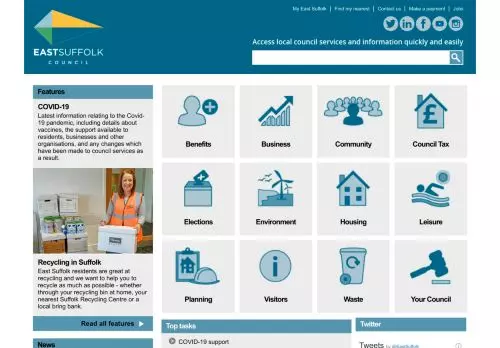 My East Suffolk | Find my nearest | Contact us | Make a payment | Jobs
EASTSUFFOLK
COUNCIL
Access local council services and information quickly and easily
Features
COVID-19
Latest information relating to the Covid-
19 pandemic, including details about
vaccines, the support available to
residents, businesses and other
organisations, and any changes which
have been made to council services as
a result.
Recycling in Suffolk
East Suffolk residents are great at
recycling and we want to help you to
recycle as much as possible - whether
through your recycling bin at home, your
nearest Suffolk Recycling Centre or a
local bring bank.
Read all features
News
Benefits
Business
Community
Council Tax
Elections
Environment
Housing
Leisure
Planning
Visitors
Waste
Your Council
Top tasks
COVID-19 support
Twitter
Tweets by @EastSuffolk